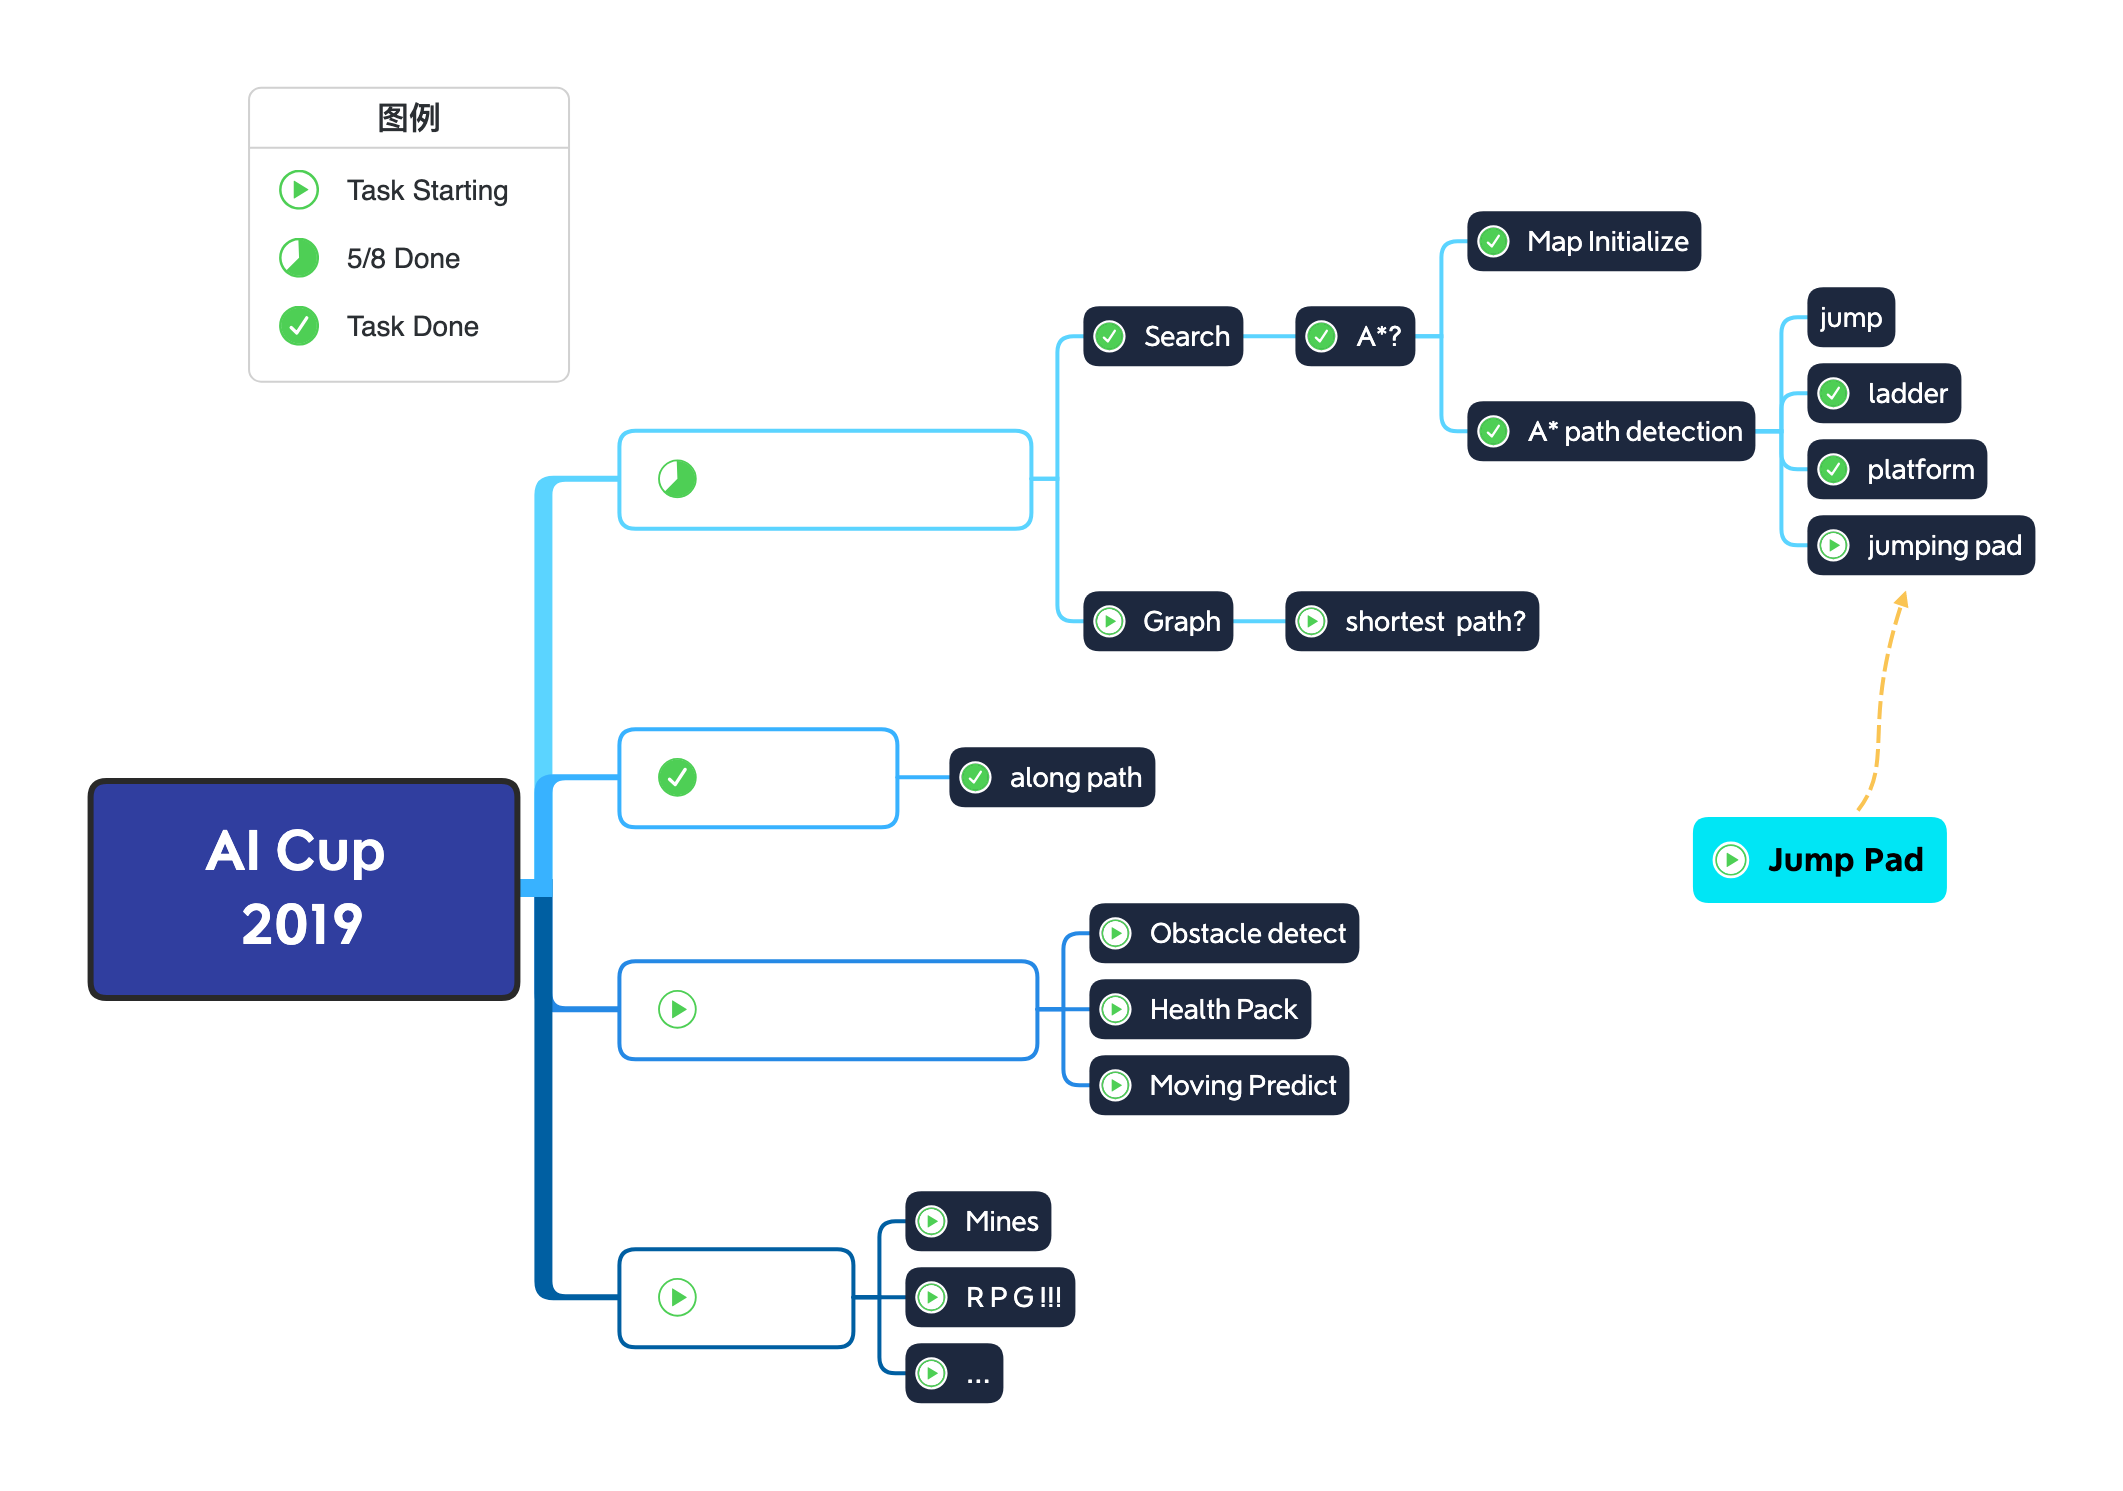 图例
Task Starting
5/8 Done
Task Done
AI Cup
2019
Search
A*?
Map Initialize
A* path detection
jump
ladder
platform
jumping pad
Graph
shortest path?
Jump Pad
along path
Obstacle detect
Health Pack
Moving Predict
Mines
R P G !!!
...